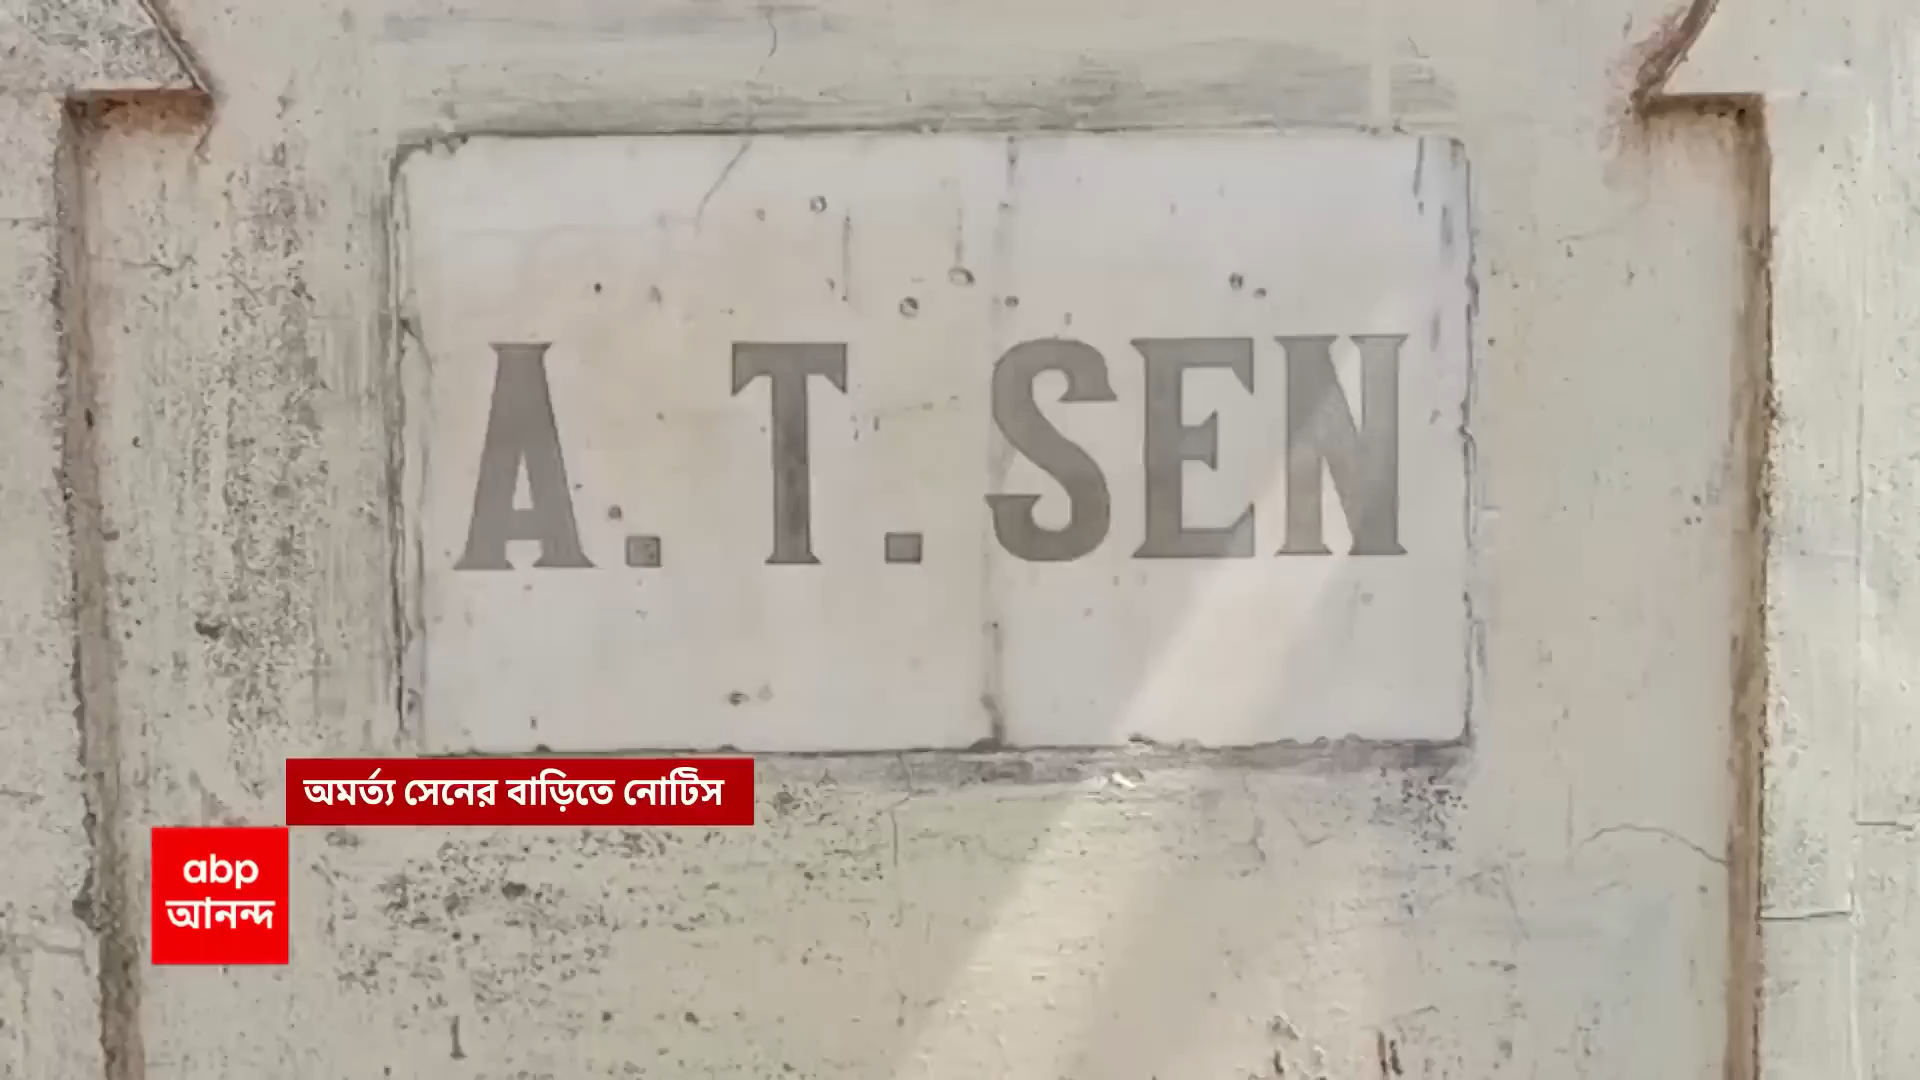 A. T. SEN
অমর্ত্য সেনের বাড়িতে নোটিস
abp
আনন্দ